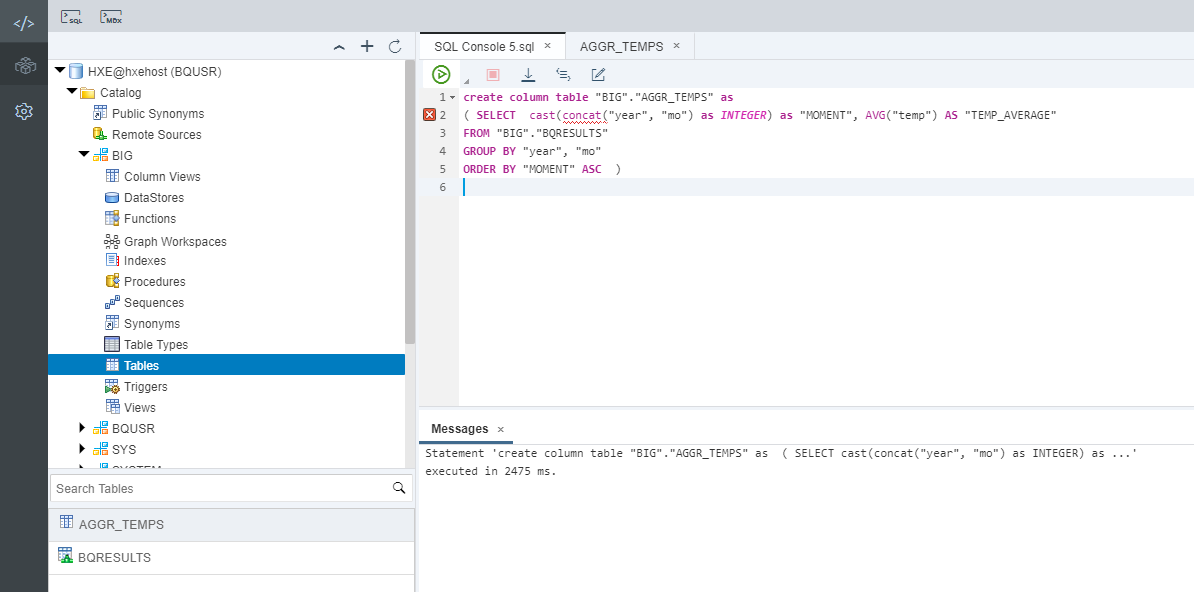 SQL
MDX
HXE@hxehost (BQUSR)
Catalog
Public Synonyms
Remote Sources
BIG
Column Views
DataStores
Functions
Graph Workspaces
Indexes
Procedures
Sequences
Synonyms
Table Types
Tables
Triggers
Views
BQUSR
SYS
SYSTEM
Search Tables
AGGR_TEMPS
BQRESULTS
SQL Console 5.sql ×
AGGR_TEMPS ×
1 create column table "BIG"."AGGR_TEMPS" as
2 ( SELECT  cast(concat("year", "mo") as INTEGER) as "MOMENT", AVG("temp") AS "TEMP_AVERAGE"
3 FROM "BIG"."BQRESULTS"
4 GROUP BY "year", "mo"
5 ORDER BY "MOMENT" ASC  )
6
Messages ×
Statement 'create column table "BIG"."AGGR_TEMPS" as  ( SELECT cast(concat("year", "mo") as INTEGER) as ...'
executed in 2475 ms.